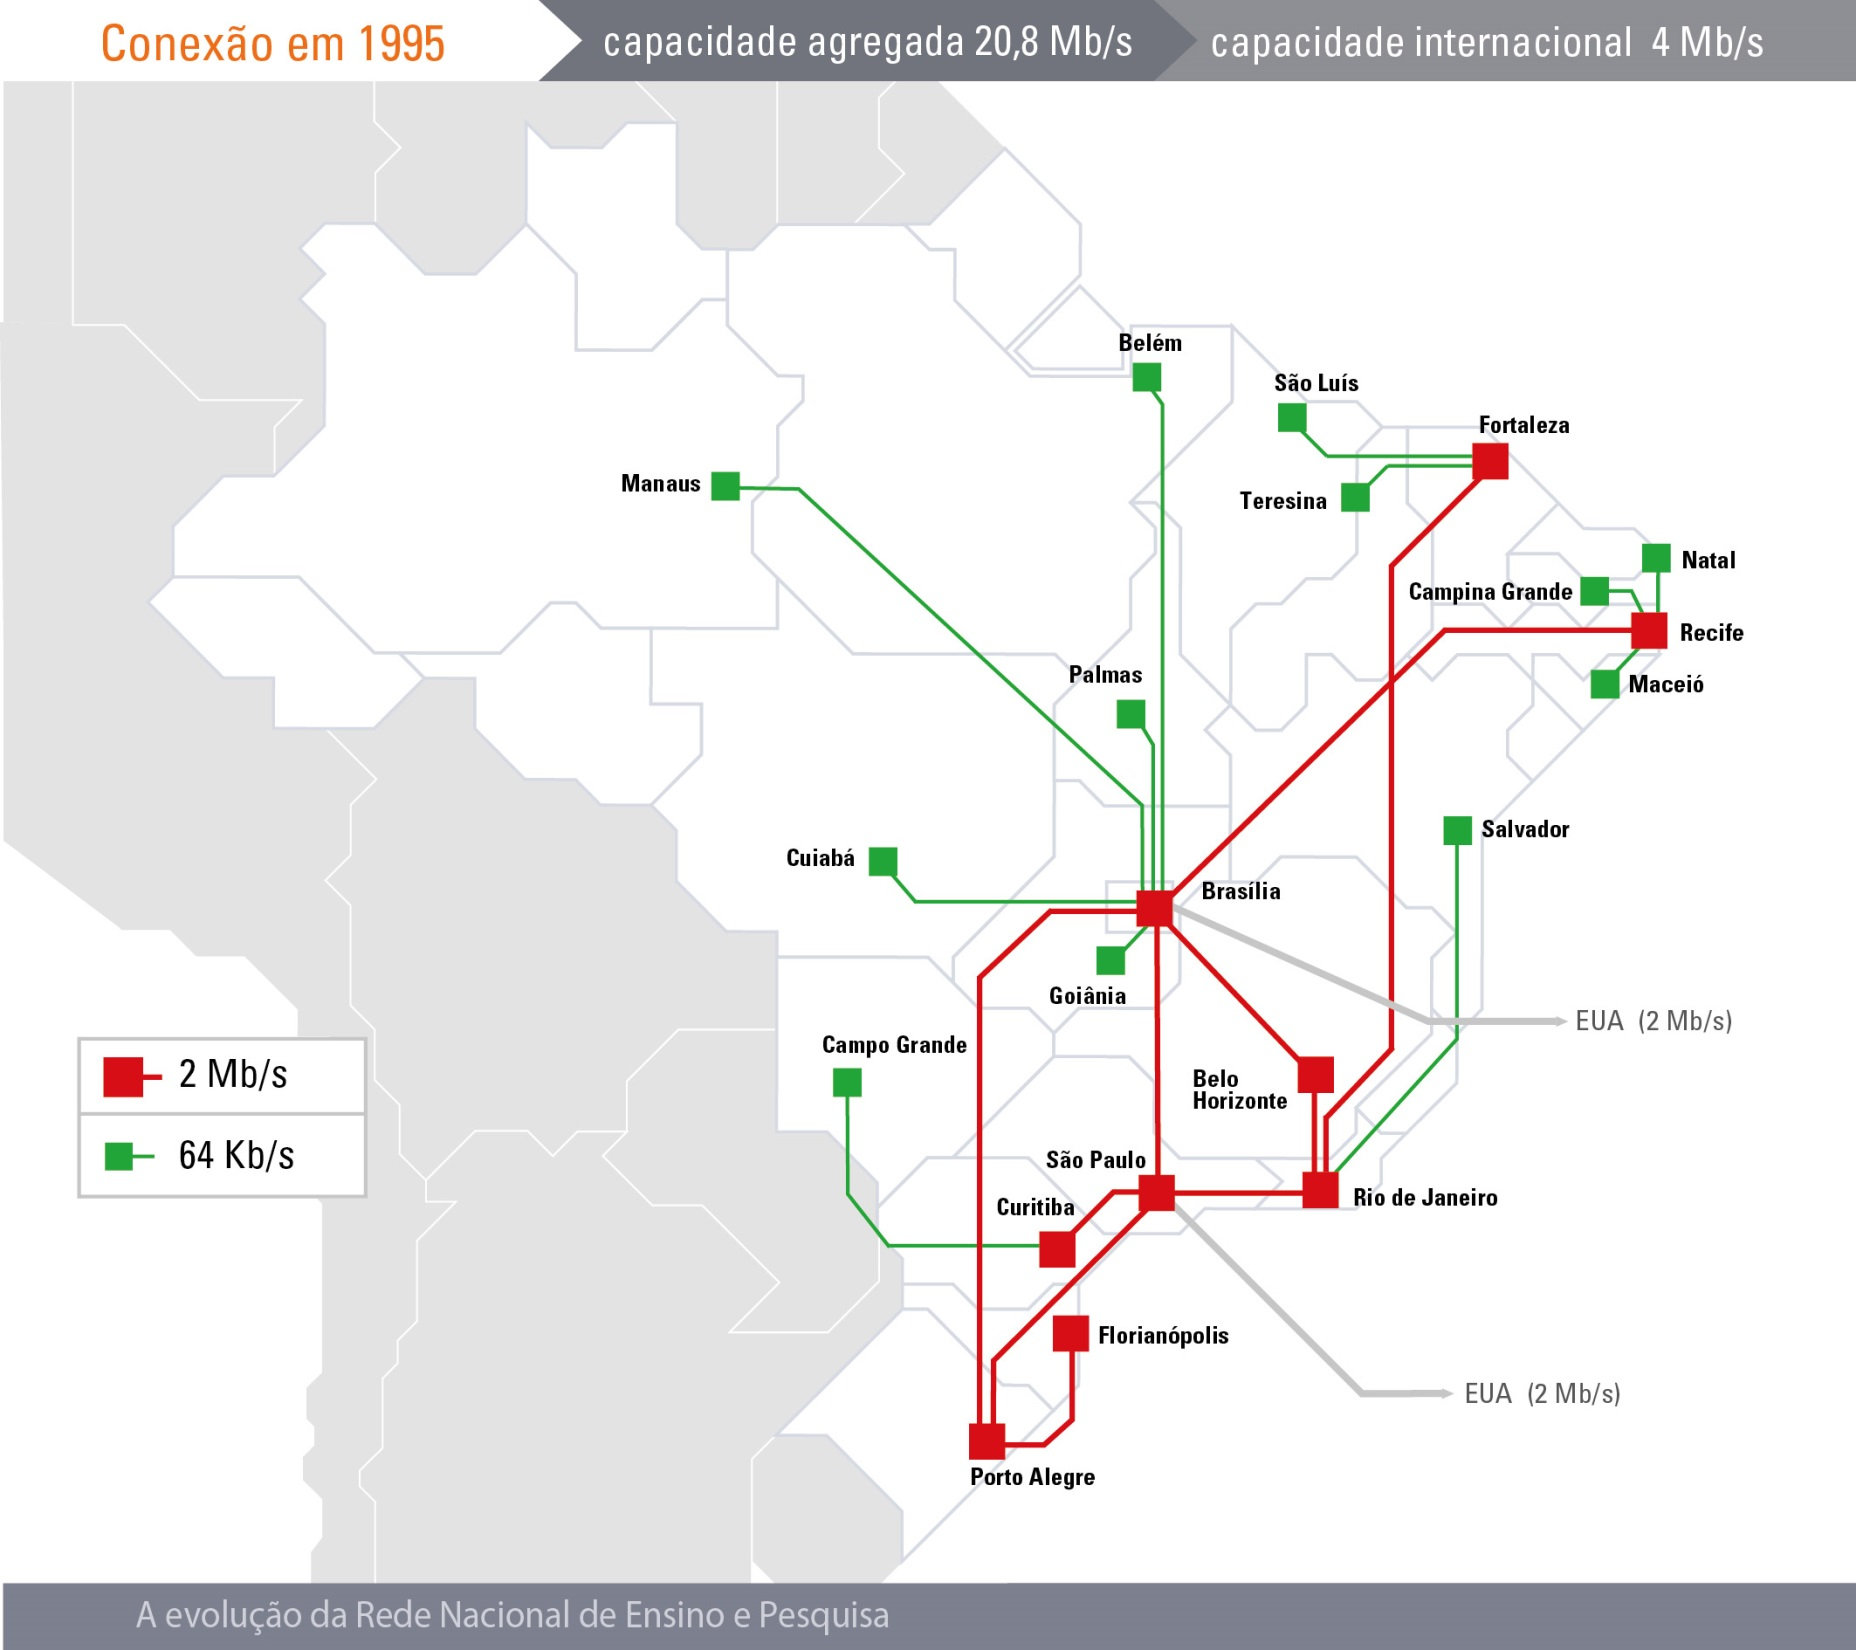 Conexão em 1995
capacidade agregada 20,8 Mb/s
capacidade internacional 4 Mb/s
Belém
São Luís
Fortaleza
Manaus
Teresina
Natal
Campina Grande
Recife
Palmas
Maceió
Salvador
Cuiabá
Brasília
Goiânia
EUA (2 Mb/s)
Campo Grande
2 Mb/s
Belo
Horizonte
64 Kb/s
São Paulo
Rio de Janeiro
Curitiba
Florianópolis
EUA (2 Mb/s)
Porto Alegre
A evolução da Rede Nacional de Ensino e Pesquisa